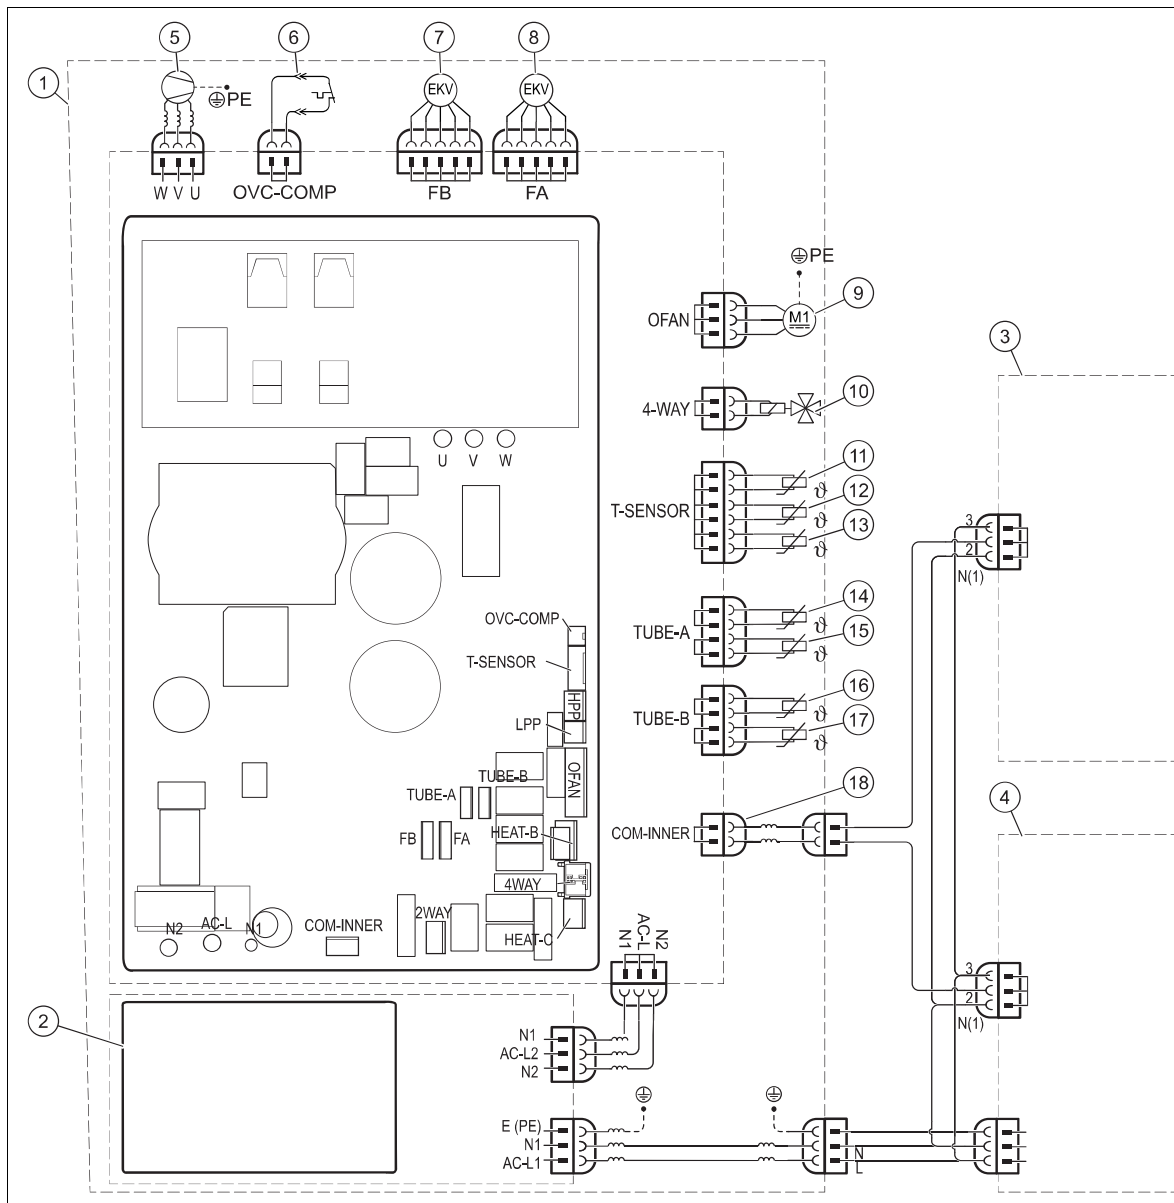 5
6
7
8
1
EKV
EKV
PE
W V U
OVC-COMP
FB
FA
PE
9
OFAN
M1
3
4-WAY
10
U
V
W
11
T-SENSOR
ϑ
12
ϑ
13
ϑ
3
2
N(1)
14
OVC-COMP
TUBE-A
ϑ
15
ϑ
T-SENSOR
16
HPP
LPP
TUBE-B
ϑ
17
ϑ
TUBE-B
OFAN
TUBE-A
18
4
FB
FA
HEAT-B
COM-INNER
4WAY
N2
AC-L
N1
COM-INNER
2WAY
HEAT-C
N1
AC-L
N2
3
2
N(1)
2
N1
AC-L2
N2
E (PE)
N1
AC-L1
N
L